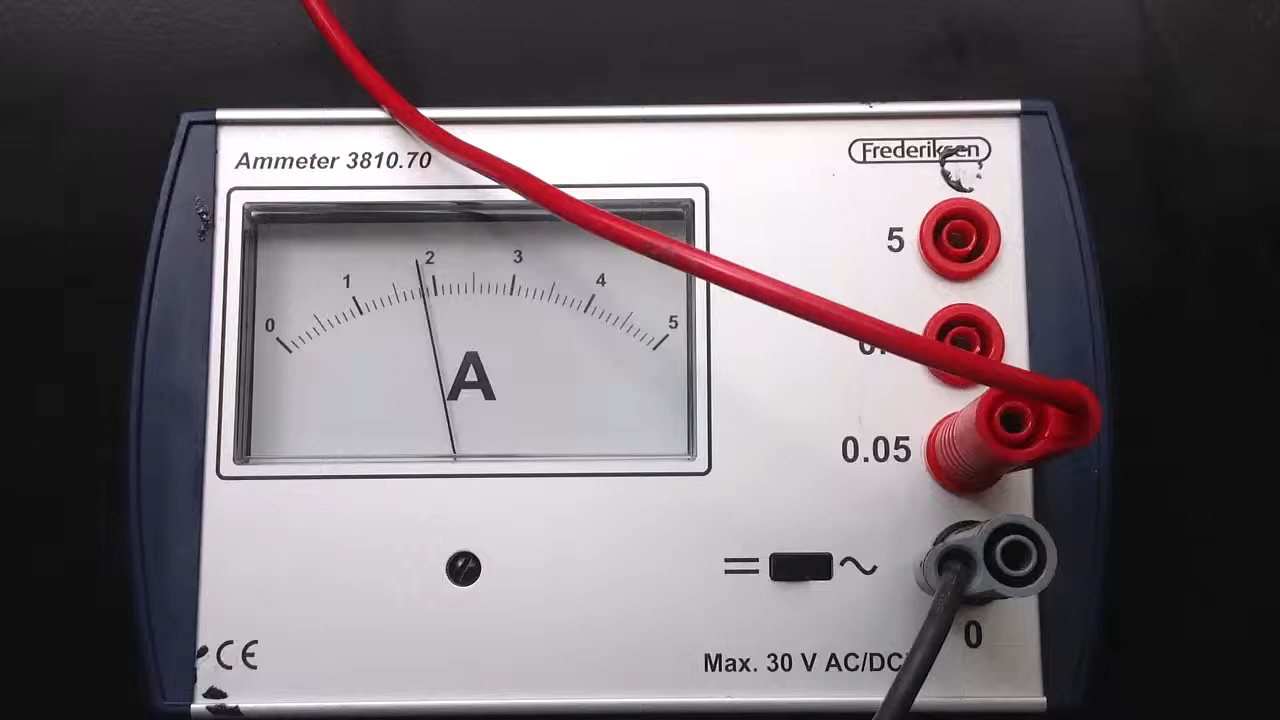 Ammeter 3810.70
Frederiksen
0 1 2 3 4 5
A
5
0.05
0
Max. 30 V AC/DC
CE